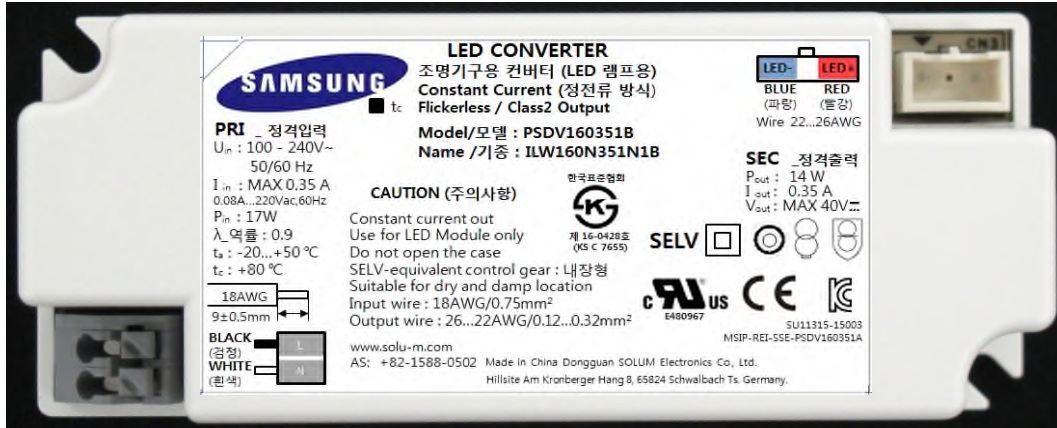 LED CONVERTER
SAMSUNG
조명기구용 컨버터 (LED 램프용)
Constant Current (정전류 방식)
tc Flickerless / Class2 Output
Model/모델 : PSDV160351B
Name /기종 : ILW160N351N1B
LED- LED+
BLUE RED
(파랑) (빨강)
Wire 22...26AWG
CN3
PRI _ 정격입력
Uin : 100 - 240V~
50/60 Hz
I in : MAX 0.35 A
0.08A...220Vac,60Hz
Pin : 17W
λ_역률 : 0.9
ta : -20...+50 ℃
tc : +80 ℃
18AWG
9±0.5mm
BLACK
(검정)
L
WHITE
(흰색)
N
CAUTION (주의사항)
Constant current out
Use for LED Module only
Do not open the case
SELV-equivalent control gear : 내장형
Suitable for dry and damp location
Input wire : 18AWG/0.75mm²
Output wire : 26...22AWG/0.12...0.32mm²
www.solu-m.com
AS: +82-1588-0502 Made in China Dongguan SOLUM Electronics Co, Ltd.
Hillsite Am Kronberger Hang 8, 65824 Schwalbach Ts. Germany.
한국표준협회
제 16-0428호
(KS C 7655)
SEC _정격출력
Pout : 14 W
I out : 0.35 A
Vout : MAX 40V⎓
SELV
c RU US
E480967
CE
SU11315-15003
MSIP-REI-SSE-PSDV160351A